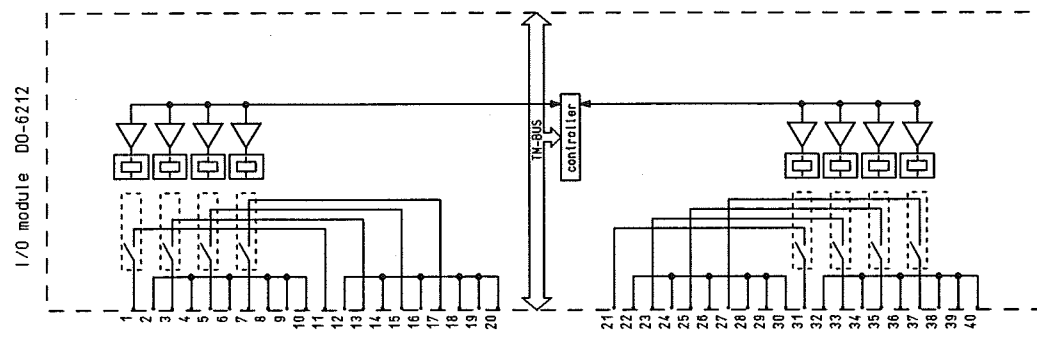 I/O module DO-6212
TM-BUS
controller
1 2 3 4 5 6 7 8 9 10 11 12 13 14 15 16 17 18 19 20
21 22 23 24 25 26 27 28 29 30 31 32 33 34 35 36 37 38 39 40